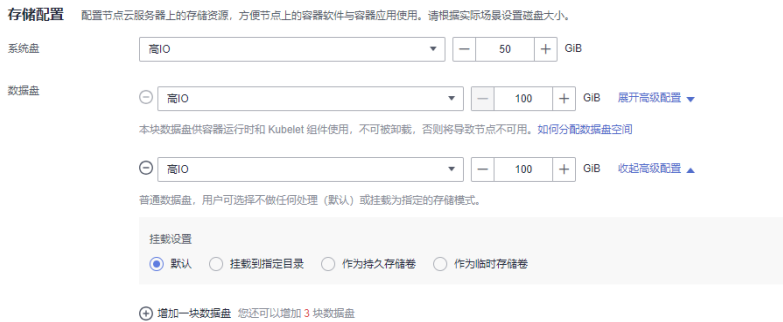 存储配置 配置节点云服务器上的存储资源，方便节点上的容器软件与容器应用使用。请根据实际场景设置磁盘大小。
系统盘 高IO 50 GiB
数据盘 高IO 100 GiB 展开高级配置
本块数据盘供容器运行时和 Kubelet 组件使用，不可被卸载，否则将导致节点不可用。如何分配数据盘空间
高IO 100 GiB 收起高级配置
普通数据盘，用户可选择不做任何处理（默认）或挂载为指定的存储模式。
挂载设置
默认 挂载到指定目录 作为持久存储卷 作为临时存储卷
增加一块数据盘 您还可以增加 3 块数据盘